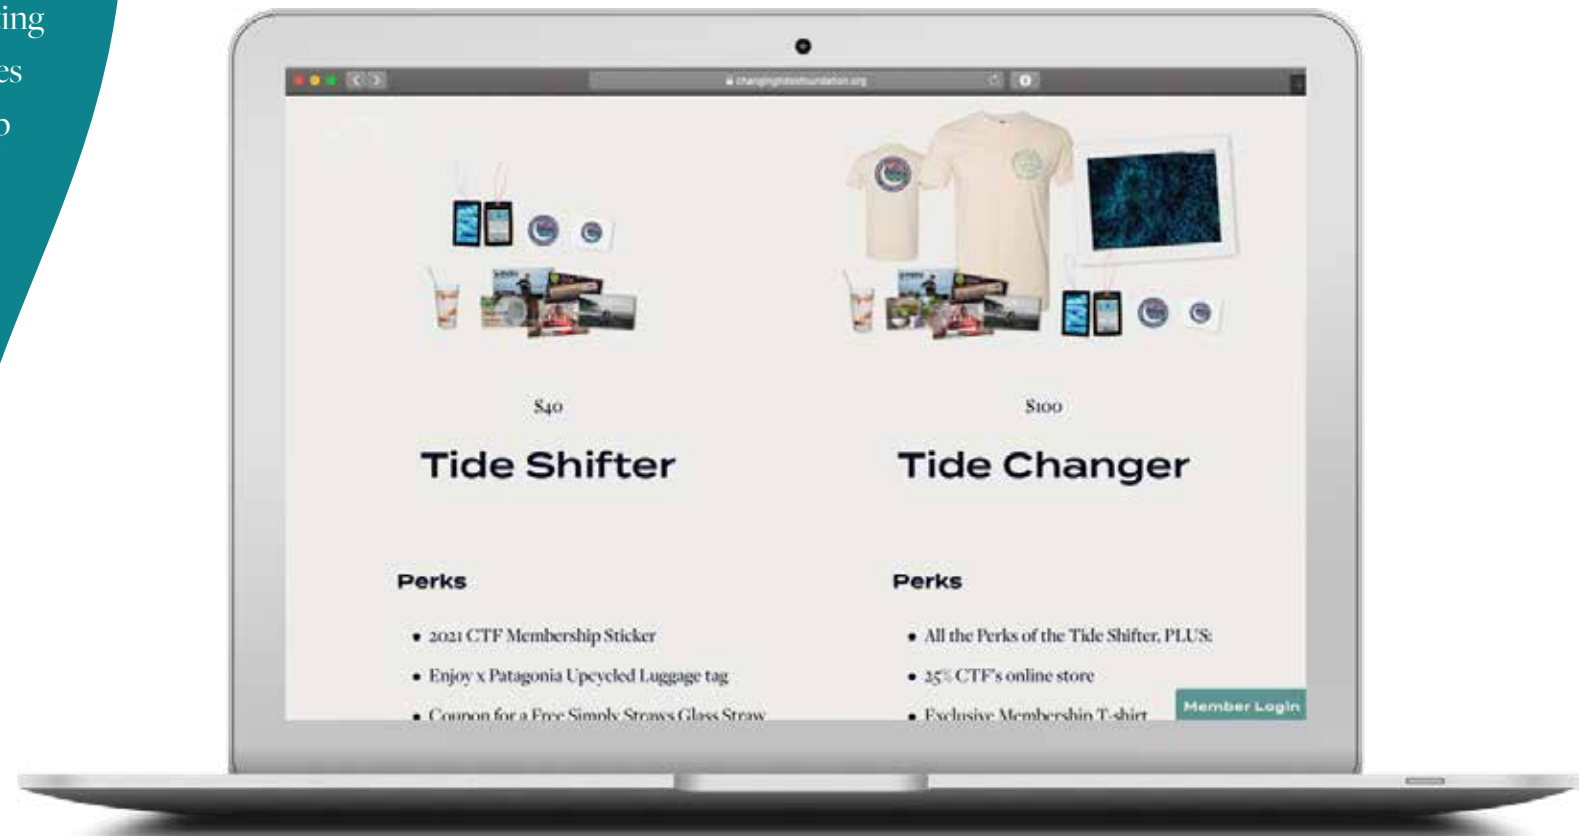 ing
es
p
changingtidesfoundation.org
$40
Tide Shifter
Perks
• 2021 CTF Membership Sticker
• Enjoy x Patagonia Upcycled Luggage tag
• Coupon for a Free Simply Straws Glass Straw
$100
Tide Changer
Perks
• All the Perks of the Tide Shifter, PLUS:
• 25% CTF's online store
• Exclusive Membership T-shirt
Member Login